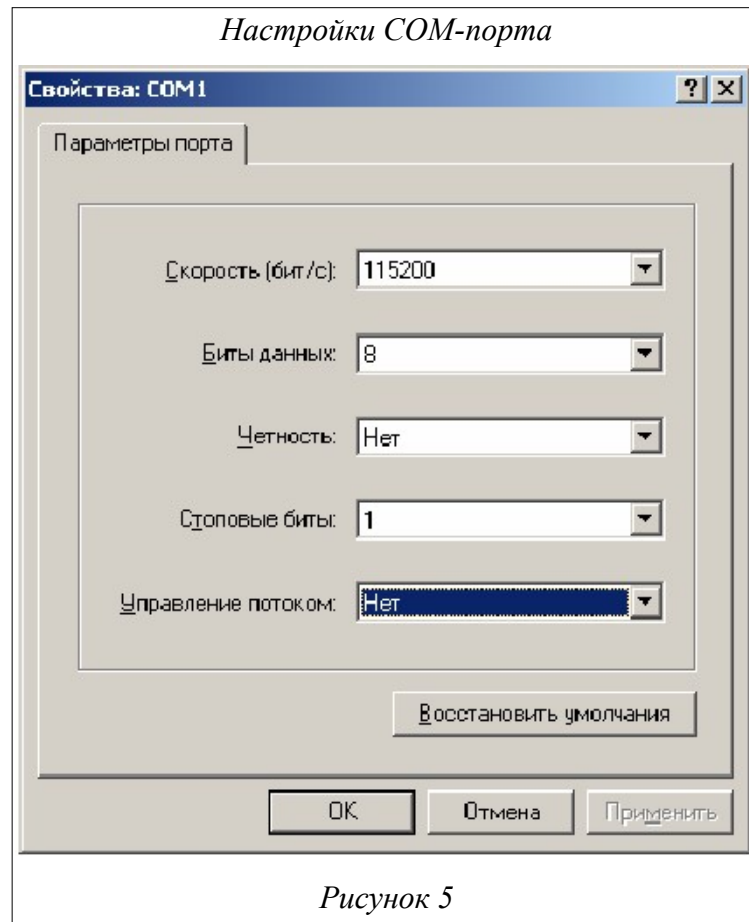 Настройки COM-порта
Свойства: COM1
Параметры порта
Скорость (бит/с): 115200
Биты данных: 8
Четность: Нет
Стоповые биты: 1
Управление потоком: Нет
Восстановить умолчания
OK Отмена Применить
Рисунок 5